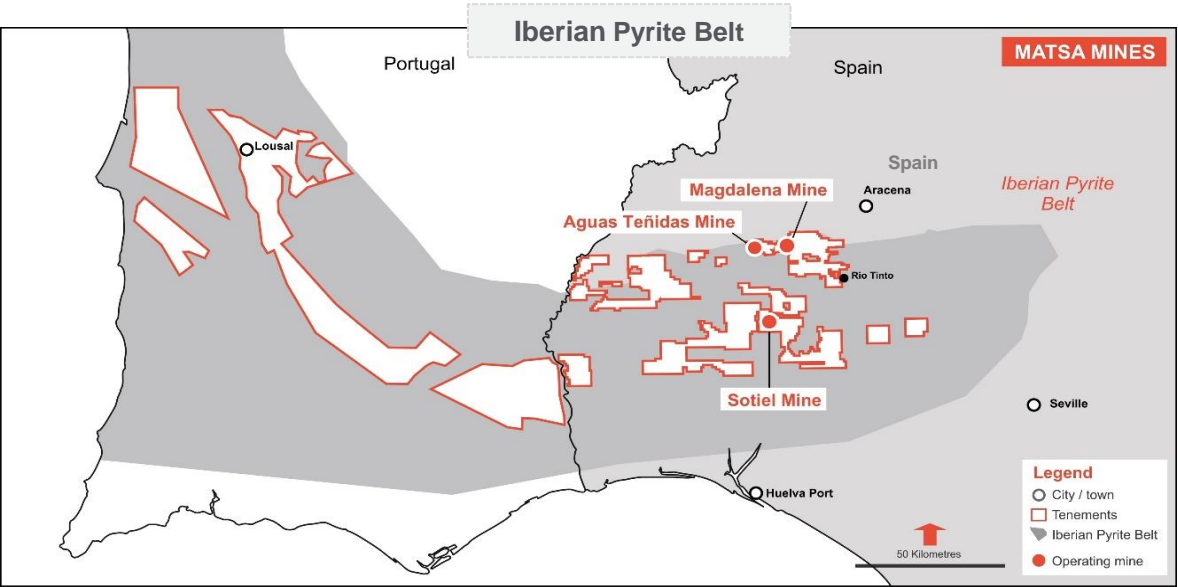 Iberian Pyrite Belt
MATSA MINES
Portugal
Spain
Lousal
Spain
Magdalena Mine
Aracena
Iberian Pyrite
Belt
Aguas Teñidas Mine
Rio Tinto
Sotiel Mine
Seville
Huelva Port
Legend
City / town
Tenements
Iberian Pyrite Belt
Operating mine
50 Kilometres